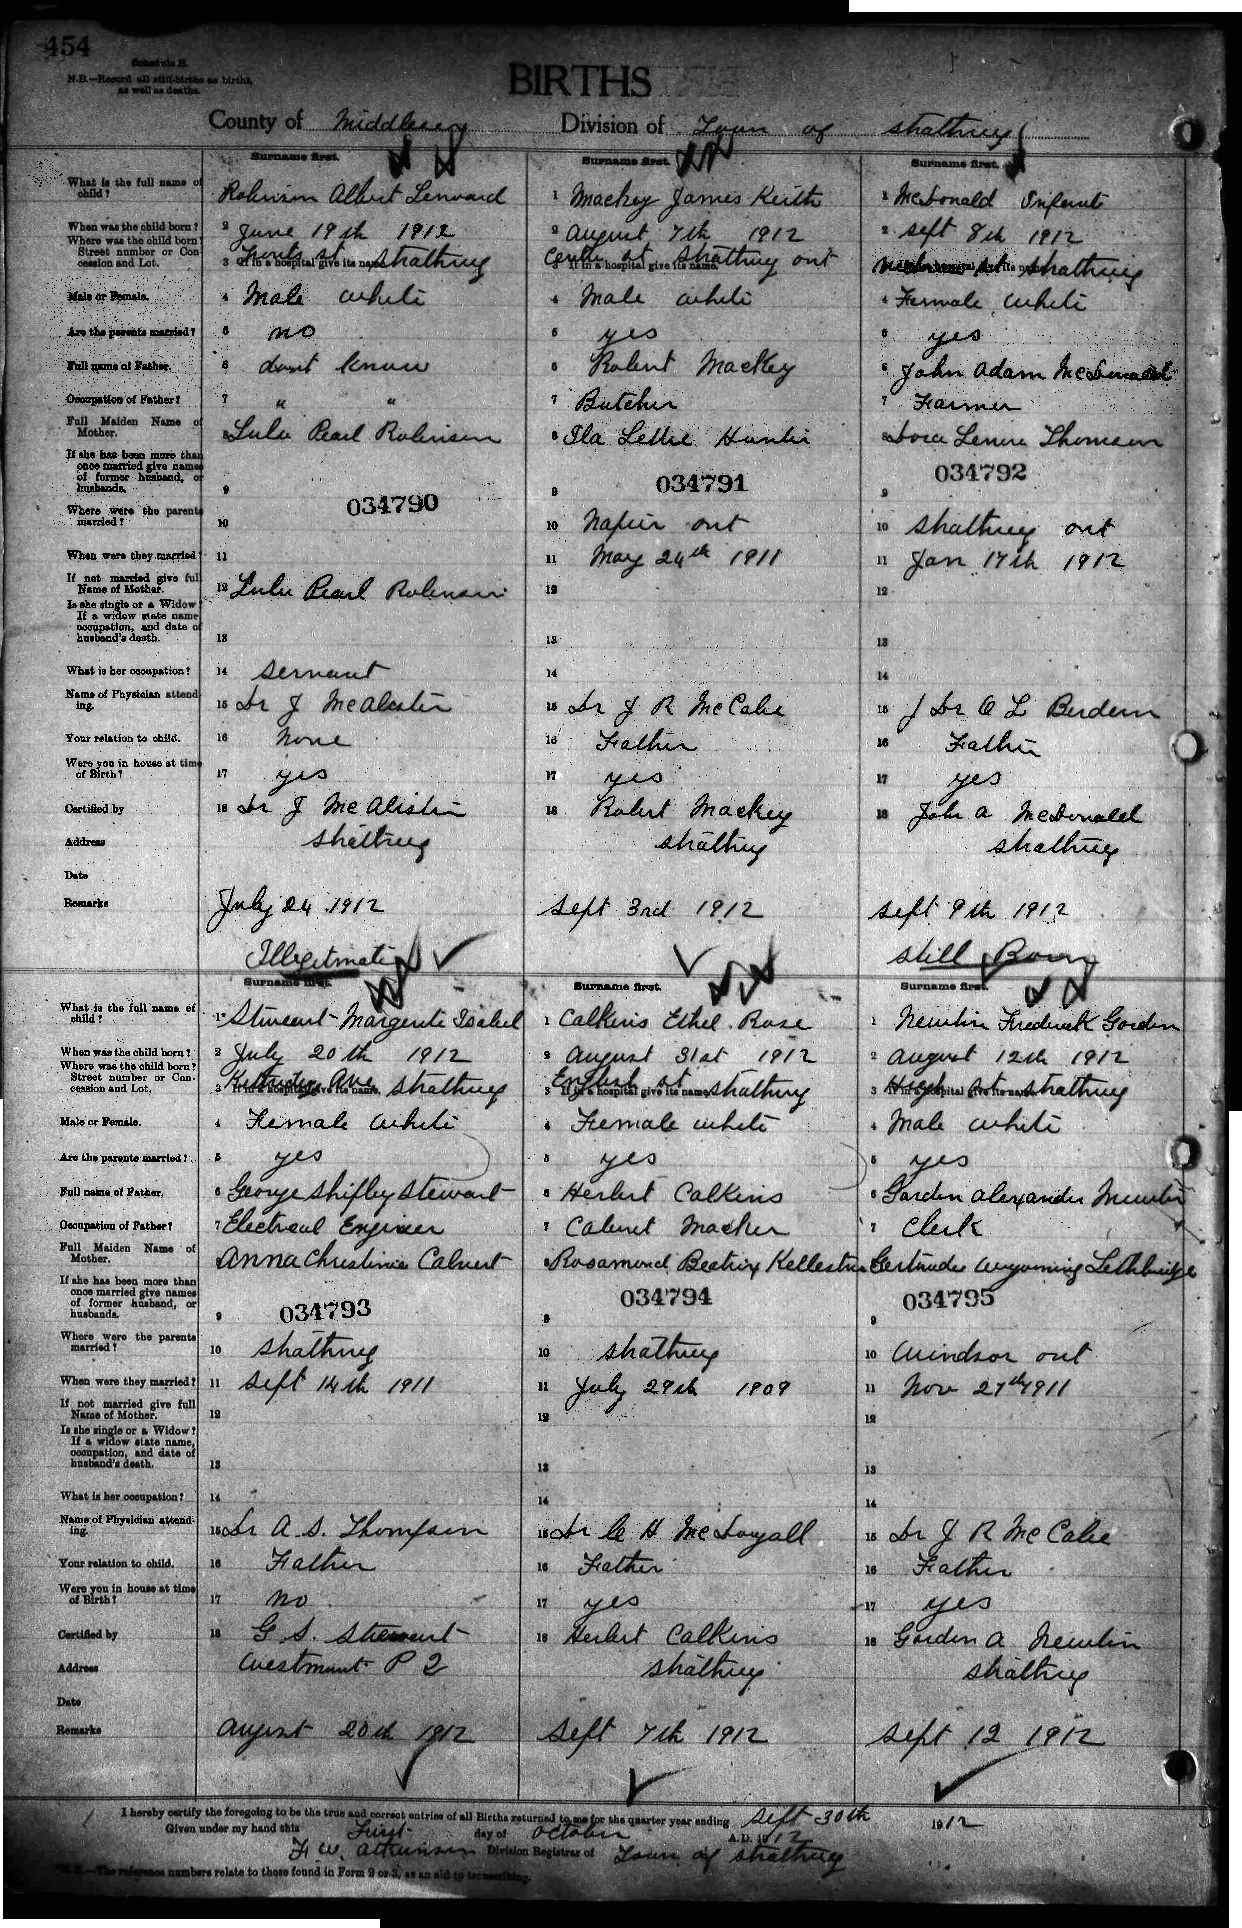 454
Schedule B.
N.B.—Record all still-births as births,
as well as deaths.
BIRTHS
County of Middlesex Division of Town of Strathroy
Surname first.
What is the full name of child?
When was the child born?
Where was the child born? Street number or Concession and Lot.
Male or Female.
Are the parents married?
Full name of Father.
Occupation of Father?
Full Maiden Name of Mother.
If she has been more than once married give names of former husband, or husbands.
Where were the parents married?
When were they married?
If not married give full Name of Mother.
Is she single or a Widow? If a widow state name, occupation, and date of husband's death.
What is her occupation?
Name of Physician attending.
Your relation to child.
Were you in house at time of Birth?
Certified by
Address
Date
Remarks
Robinson Albert Lenward
2 June 19th 1912
3 If in a hospital give its name st Strathroy
4 Male white
5 no
6 dont know
7 " "
8 Lulu Pearl Robinson
9
034790
10
11
12 Lulu Pearl Robinson
13
14 servant
15 Dr J McAlister
16 None
17 yes
18 Dr J McAlister
Strathroy
July 24 1912
Illegitimate
Surname first.
1 Mackey James Keith
2 August 7th 1912
3 If in a hospital give its name. Centre st Strathroy ont
4 Male white
5 yes
6 Robert Mackey
7 Butcher
8 Ila Lettie Hunter
034791
9
10 Napier ont
11 May 24th 1911
12
13
14
15 Dr J R McCabe
16 Father
17 yes
18 Robert Mackey
Strathroy
Sept 3rd 1912
Surname first.
1 McDonald Infant
2 Sept 8th 1912
st Strathroy
4 Female white
5 yes
6 John Adam McDonald
7 Farmer
8 Dora Lenore Thomson
034792
9
10 Strathroy ont
11 Jan 17th 1912
12
13
14
15 Dr L Berdem
16 Father
17 yes
18 John A McDonald
Strathroy
Sept 9th 1912
Still Born
Surname first.
What is the full name of child?
When was the child born?
Where was the child born? Street number or Concession and Lot.
Male or Female.
Are the parents married?
Full name of Father.
Occupation of Father?
Full Maiden Name of Mother.
If she has been more than once married give names of former husband, or husbands.
Where were the parents married?
When were they married?
If not married give full Name of Mother.
Is she single or a Widow? If a widow state name, occupation, and date of husband's death.
What is her occupation?
Name of Physician attending.
Your relation to child.
Were you in house at time of Birth?
Certified by
Address
Date
Remarks
1 Stewart Margerite Isabel
2 July 20th 1912
3 If in a hospital give its name. Ave Strathroy
4 Female white
5 yes
6 George Shipley Stewart
7 Electrical Engineer
Anna Christinia Calvert
034793
9
10 Strathroy
11 Sept 14th 1911
12
13
14
15 Dr A. S. Thompson
16 Father
17 no
18 G S. Stewart
Westmount P 2
August 20th 1912
Surname first.
1 Calkins Ethel Rose
2 August 31st 1912
3 If in a hospital give its name. English st Strathroy
4 Female white
5 yes
6 Herbert Calkins
7 Cabinet Macker
8 Rosamond Beatrix
034794
9
10 Strathroy
11 July 29th 1909
12
13
14
15 Dr H McDougall
16 Father
17 yes
18 Herbert Calkins
Strathroy
Sept 7th 1912
Surname first.
1 Newton Frederick Gordon
2 August 12th 1912
3 If in a hospital give its name. High st Strathroy
4 Male white
5 yes
6 Gordon Alexander Newton
7 Clerk
Gertrude Wyoming Lethbridge
034795
9
10 Windsor ont
11 Nov 27th 1911
12
13
14
15 Dr J R McCabe
16 Father
17 yes
18 Gordon A Newton
Strathroy
Sept 12 1912
I hereby certify the foregoing to be the true and correct entries of all Births returned to me for the quarter year ending Sept 30th 1912
Given under my hand this First day of October A.D. 1912
F. W. Atkinson Division Registrar of Town of Strathroy
N.B.—The reference numbers relate to those found in Form 9 or 3, as an aid to transcribing.